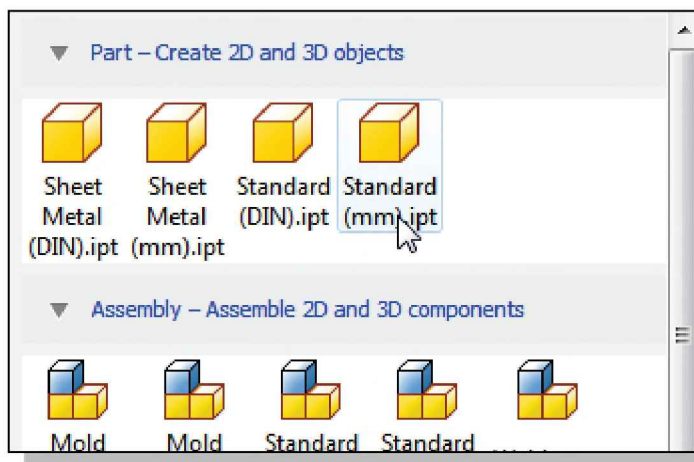 Part – Create 2D and 3D objects
Sheet Sheet Standard Standard
Metal Metal (DIN).ipt (mm).ipt
(DIN).ipt (mm).ipt
Assembly – Assemble 2D and 3D components
Mold Mold Standard Standard